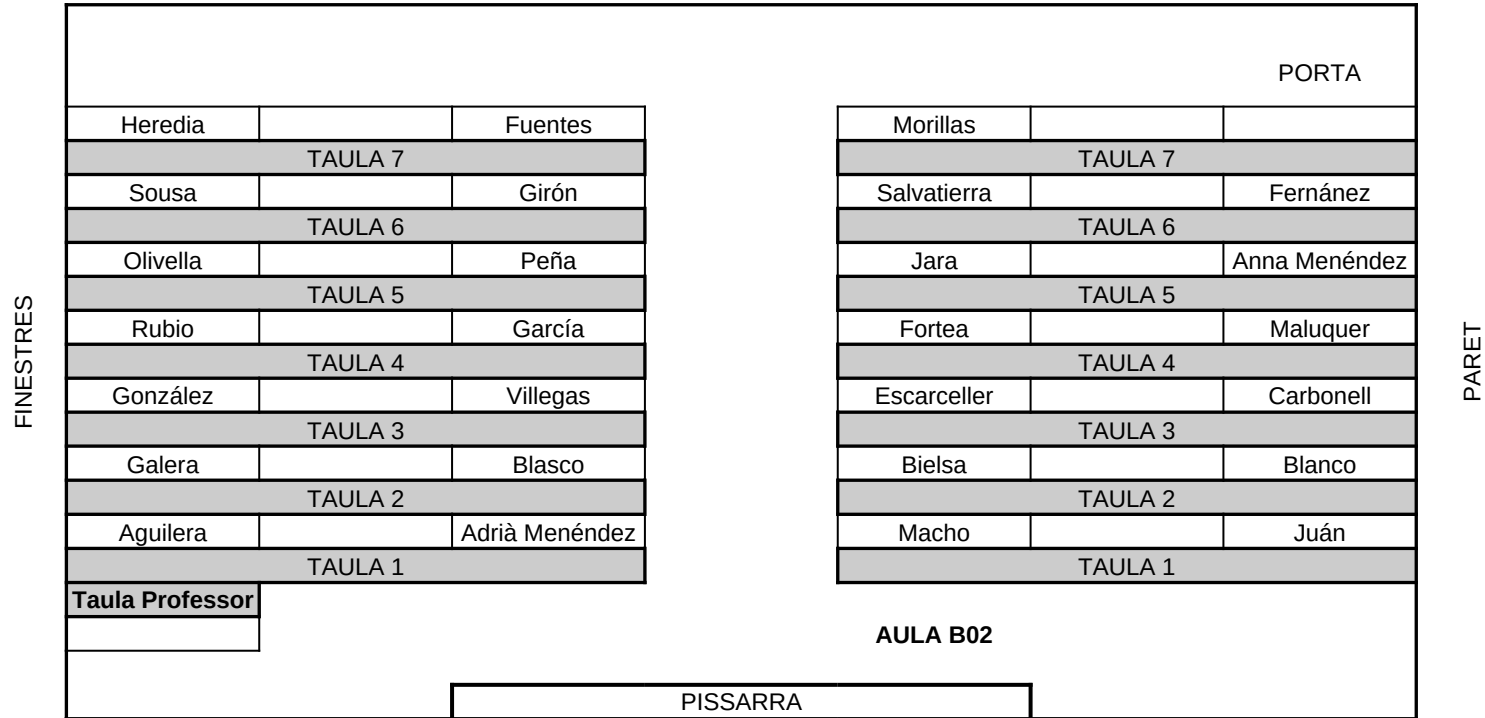 PORTA
Heredia Fuentes Morillas
TAULA 7 TAULA 7
Sousa Girón Salvatierra Fernánez
TAULA 6 TAULA 6
Olivella Peña Jara Anna Menéndez
TAULA 5 TAULA 5
FINESTRES
Rubio García Fortea Maluquer
PARET
TAULA 4 TAULA 4
González Villegas Escarceller Carbonell
TAULA 3 TAULA 3
Galera Blasco Bielsa Blanco
TAULA 2 TAULA 2
Aguilera Adrià Menéndez Macho Juán
TAULA 1 TAULA 1
Taula Professor
AULA B02
PISSARRA